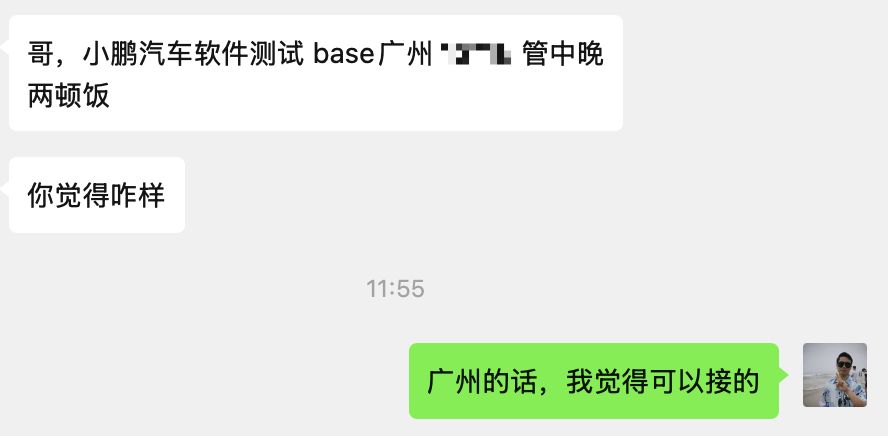 哥，小鹏汽车软件测试 base广州 管中晚
两顿饭
你觉得咋样
11:55
广州的话，我觉得可以接的